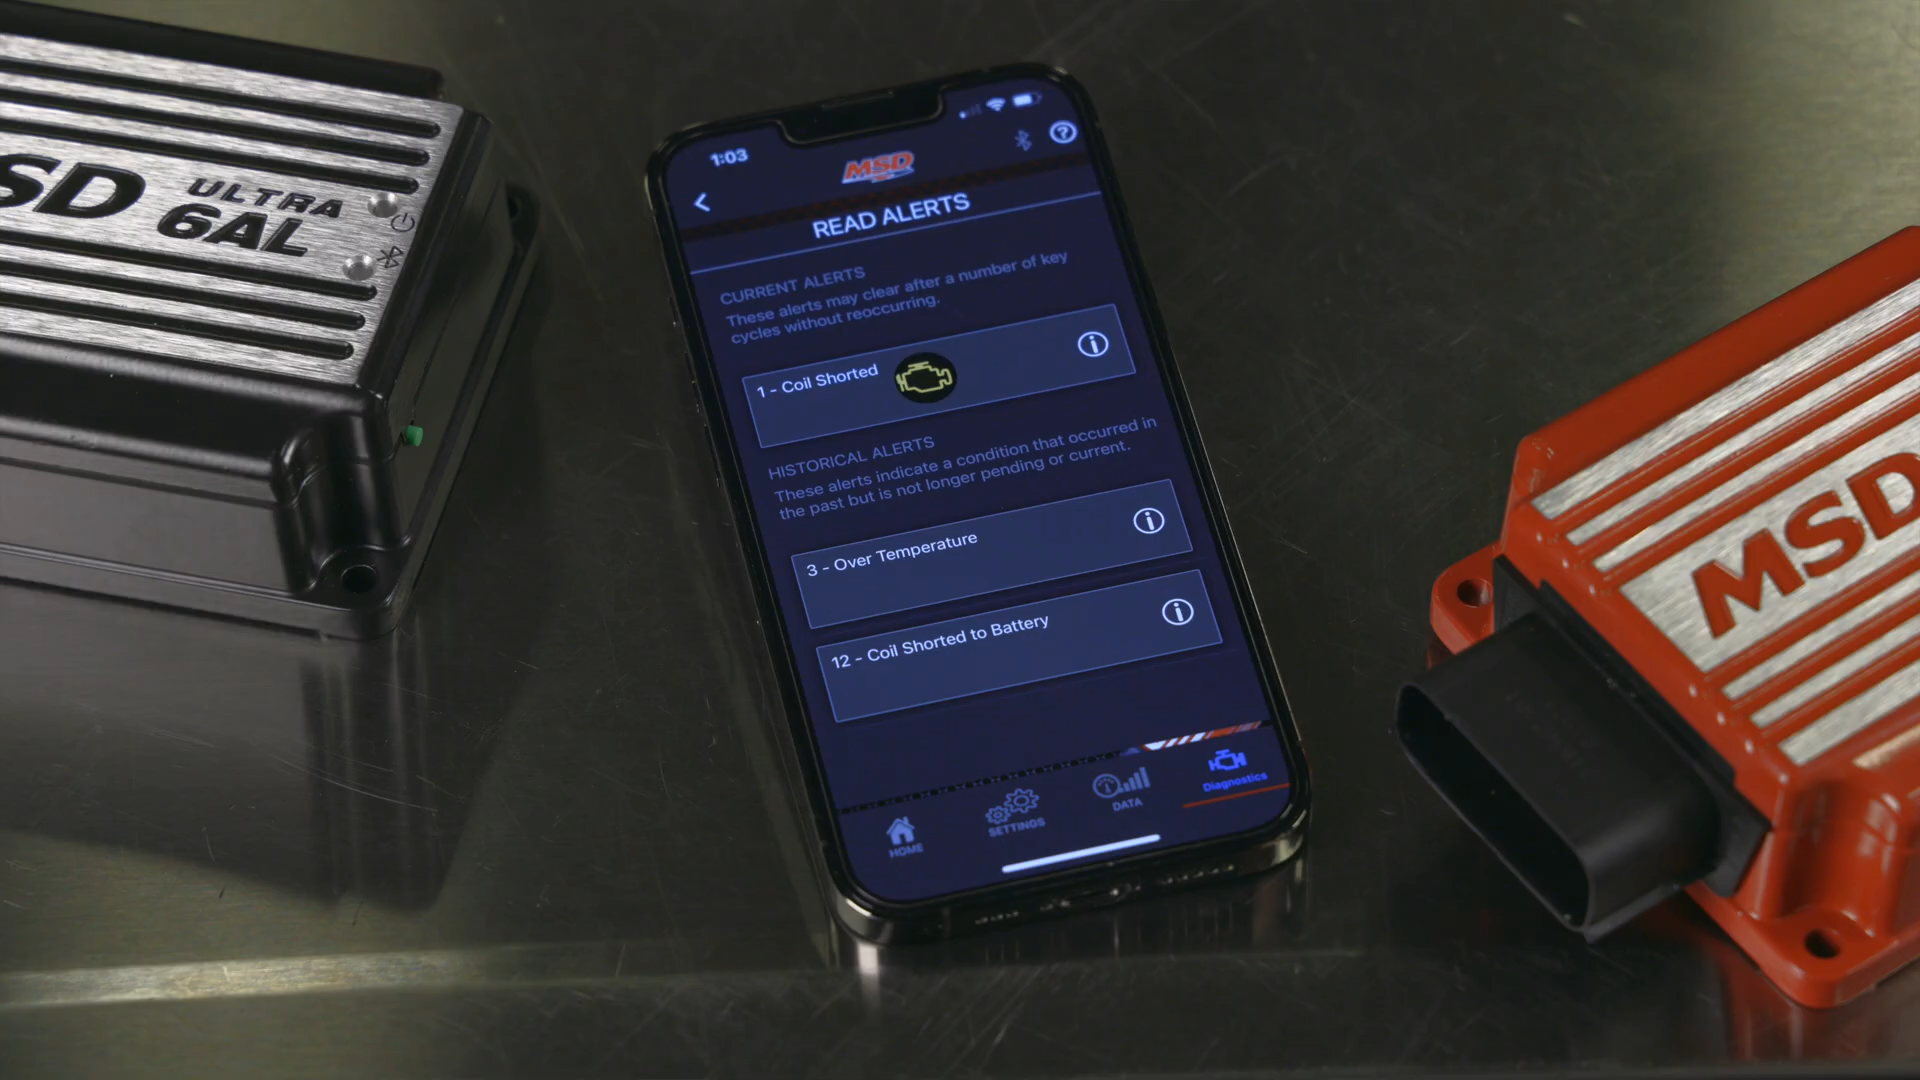 SD ULTRA
6AL
1:03
MSD
READ ALERTS
CURRENT ALERTS
These alerts may clear after a number of key
cycles without reoccurring.
1 - Coil Shorted
HISTORICAL ALERTS
These alerts indicate a condition that occurred in
the past but is not longer pending or current.
3 - Over Temperature
12 - Coil Shorted to Battery
HOME
SETTINGS
DATA
Diagnostics
MSD